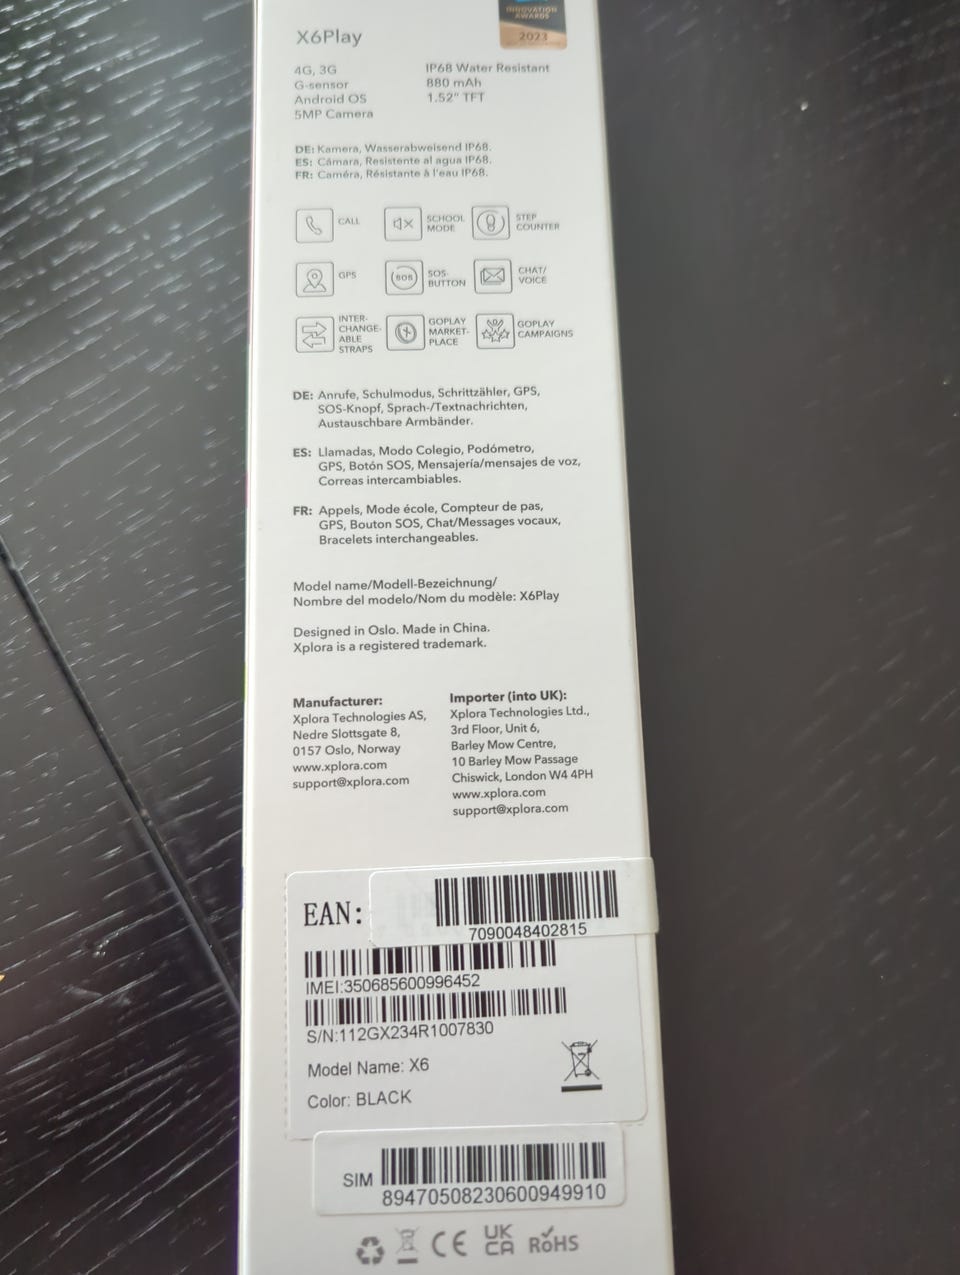 INNOVATION
AWARDS
2023
X6Play
4G, 3G
G-sensor
Android OS
5MP Camera
IP68 Water Resistant
880 mAh
1.52" TFT
DE: Kamera, Wasserabweisend IP68.
ES: Cámara, Resistente al agua IP68.
FR: Caméra, Résistante à l'eau IP68.
CALL
SCHOOL
MODE
STEP
COUNTER
GPS
SOS
SOS-
BUTTON
CHAT/
VOICE
INTER-
CHANGE-
ABLE
STRAPS
GOPLAY
MARKET-
PLACE
GOPLAY
CAMPAIGNS
DE: Anrufe, Schulmodus, Schrittzähler, GPS,
SOS-Knopf, Sprach-/Textnachrichten,
Austauschbare Armbänder.
ES: Llamadas, Modo Colegio, Podómetro,
GPS, Botón SOS, Mensajería/mensajes de voz,
Correas intercambiables.
FR: Appels, Mode école, Compteur de pas,
GPS, Bouton SOS, Chat/Messages vocaux,
Bracelets interchangeables.
Model name/Modell-Bezeichnung/
Nombre del modelo/Nom du modèle: X6Play
Designed in Oslo. Made in China.
Xplora is a registered trademark.
Manufacturer:
Xplora Technologies AS,
Nedre Slottsgate 8,
0157 Oslo, Norway
www.xplora.com
support@xplora.com
Importer (into UK):
Xplora Technologies Ltd.,
3rd Floor, Unit 6,
Barley Mow Centre,
10 Barley Mow Passage
Chiswick, London W4 4PH
www.xplora.com
support@xplora.com
EAN:
7090048402815
IMEI:350685600996452
S/N:112GX234R1007830
Model Name: X6
Color: BLACK
SIM
89470508230600949910
CE
UK
CA
RoHS